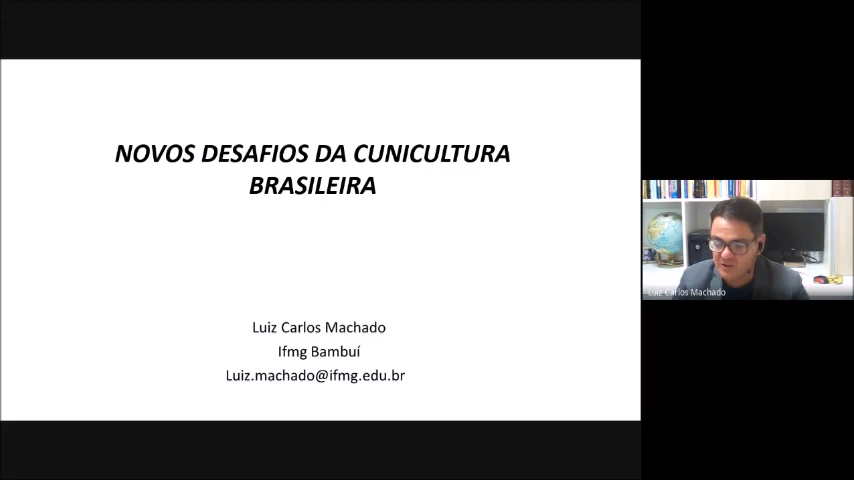 NOVOS DESAFIOS DA CUNICULTURA
BRASILEIRA
Luiz Carlos Machado
Ifmg Bambuí
Luiz.machado@ifmg.edu.br
Luiz Carlos Machado